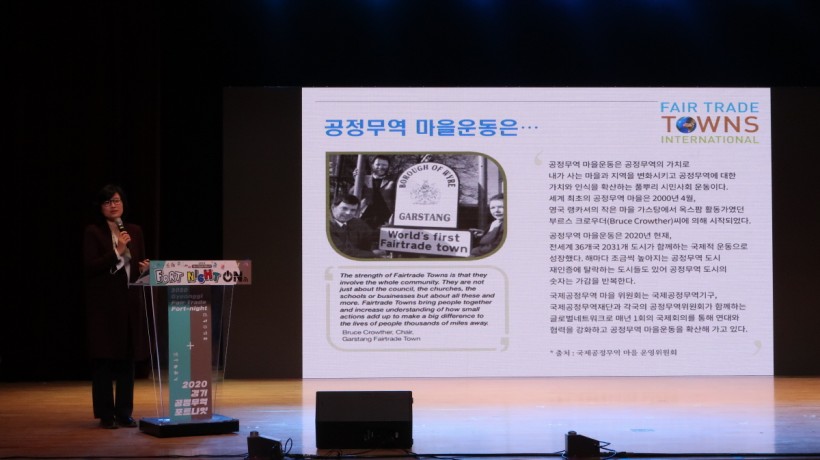 공정무역 마을운동은…
FAIR TRADE
TOWNS
INTERNATIONAL
BOROUGH OF WYRE
GARSTANG
World's first
Fairtrade town
The strength of Fairtrade Towns is that they
involve the whole community. They are not
just about the council, the churches, the
schools or businesses but about all these and
more. Fairtrade Towns bring people together
and increase understanding of how small
actions add up to make a big difference to
the lives of people thousands of miles away.
Bruce Crowther, Chair,
Garstang Fairtrade Town
공정무역 마을운동은 공정무역의 가치로
내가 사는 마을과 지역을 변화시키고 공정무역에 대한
가치와 인식을 확산하는 풀뿌리 시민사회 운동이다.
세계 최초의 공정무역 마을은 2000년 4월,
영국 랭카셔의 작은 마을 가스탕에서 옥스팜 활동가였던
부르스 크로우더(Bruce Crowther)씨에 의해 시작되었다.
공정무역 마을운동은 2020년 현재,
전세계 36개국 2031개 도시가 함께하는 국제적 운동으로
성장했다. 해마다 조금씩 높아지는 공정무역 도시
재인증에 탈락하는 도시들도 있어 공정무역 도시의
숫자는 가감을 반복한다.
국제공정무역 마을 위원회는 국제공정무역기구,
국제공정무역재단과 각국의 공정무역위원회가 함께하는
글로벌네트워크로 매년 1회의 국제회의를 통해 연대와
협력을 강화하고 공정무역 마을운동을 확산해 가고 있다.
* 출처 : 국제공정무역 마을 운영위원회
FORT NIGHT ON
2020
Gyeonggi
Fair Trade
Fort-night
2020
경기
공정무역
포트나잇